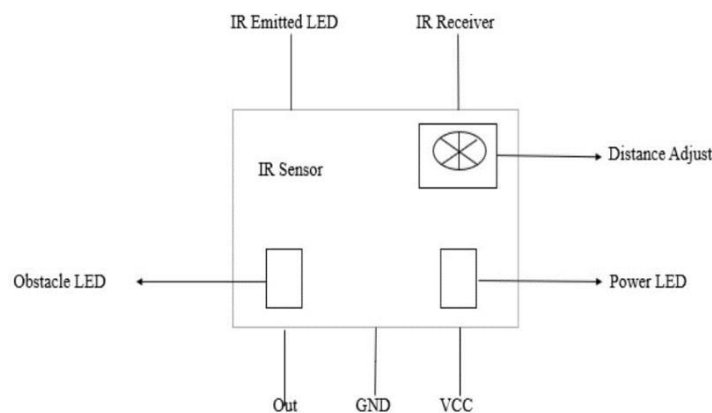 IR Emitted LED
IR Receiver
IR Sensor
Distance Adjust
Obstacle LED
Power LED
Out
GND
VCC